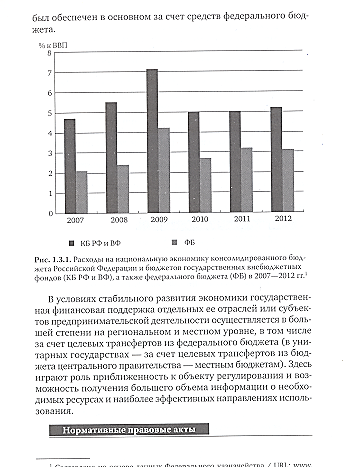 был обеспечен в основном за счет средств федерального бюд-
жета.
% к ВВП
8
7
6
5
4
3
2
1
0
2007 2008 2009 2010 2011 2012
КБ РФ и ВФ ФБ
Рис. 1.3.1. Расходы на национальную экономику консолидированного бюд-
жета Российской Федерации и бюджетов государственных внебюджетных
фондов (КБ РФ и ВФ), а также федерального бюджета (ФБ) в 2007—2012 гг.¹
В условиях стабильного развития экономики государствен-
ная финансовая поддержка отдельных ее отраслей или субъек-
тов предпринимательской деятельности осуществляется в боль-
шей степени на региональном и местном уровне, в том числе
за счет целевых трансфертов из федерального бюджета (в уни-
тарных государствах — за счет целевых трансфертов из бюд-
жета центрального правительства — местным бюджетам). Здесь
играют роль приближенность к объекту регулирования и воз-
можность получения большего объема информации о необхо-
димых ресурсах и наиболее эффективных направлениях исполь-
зования.
Нормативные правовые акты